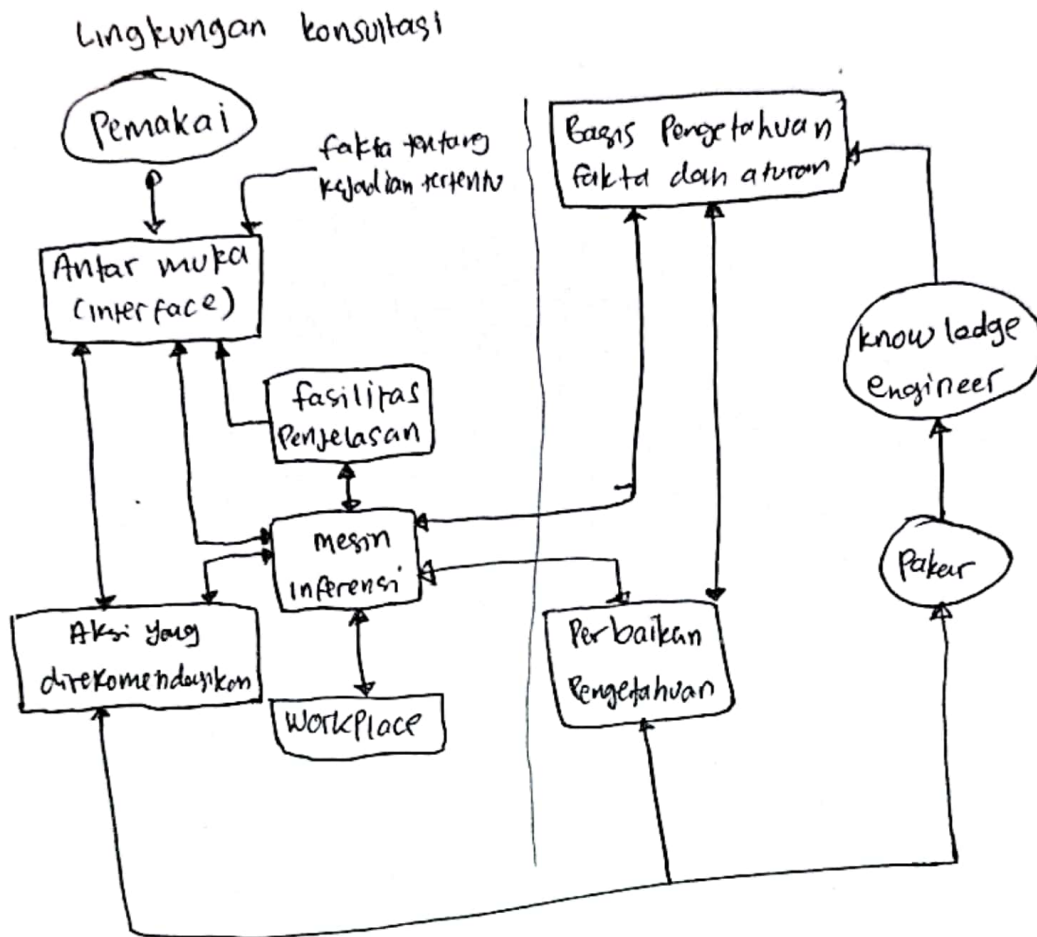 Lingkungan konsultasi
Pemakai
fakta tentang
kejadian tertentu
Antar muka
(interface)
fasilitas
Penjelasan
mesin
inferensi
Aksi yang
direkomendasikan
Workplace
Basis Pengetahuan
fakta dan aturan
knowladge
engineer
Pakar
Perbaikan
Pengetahuan